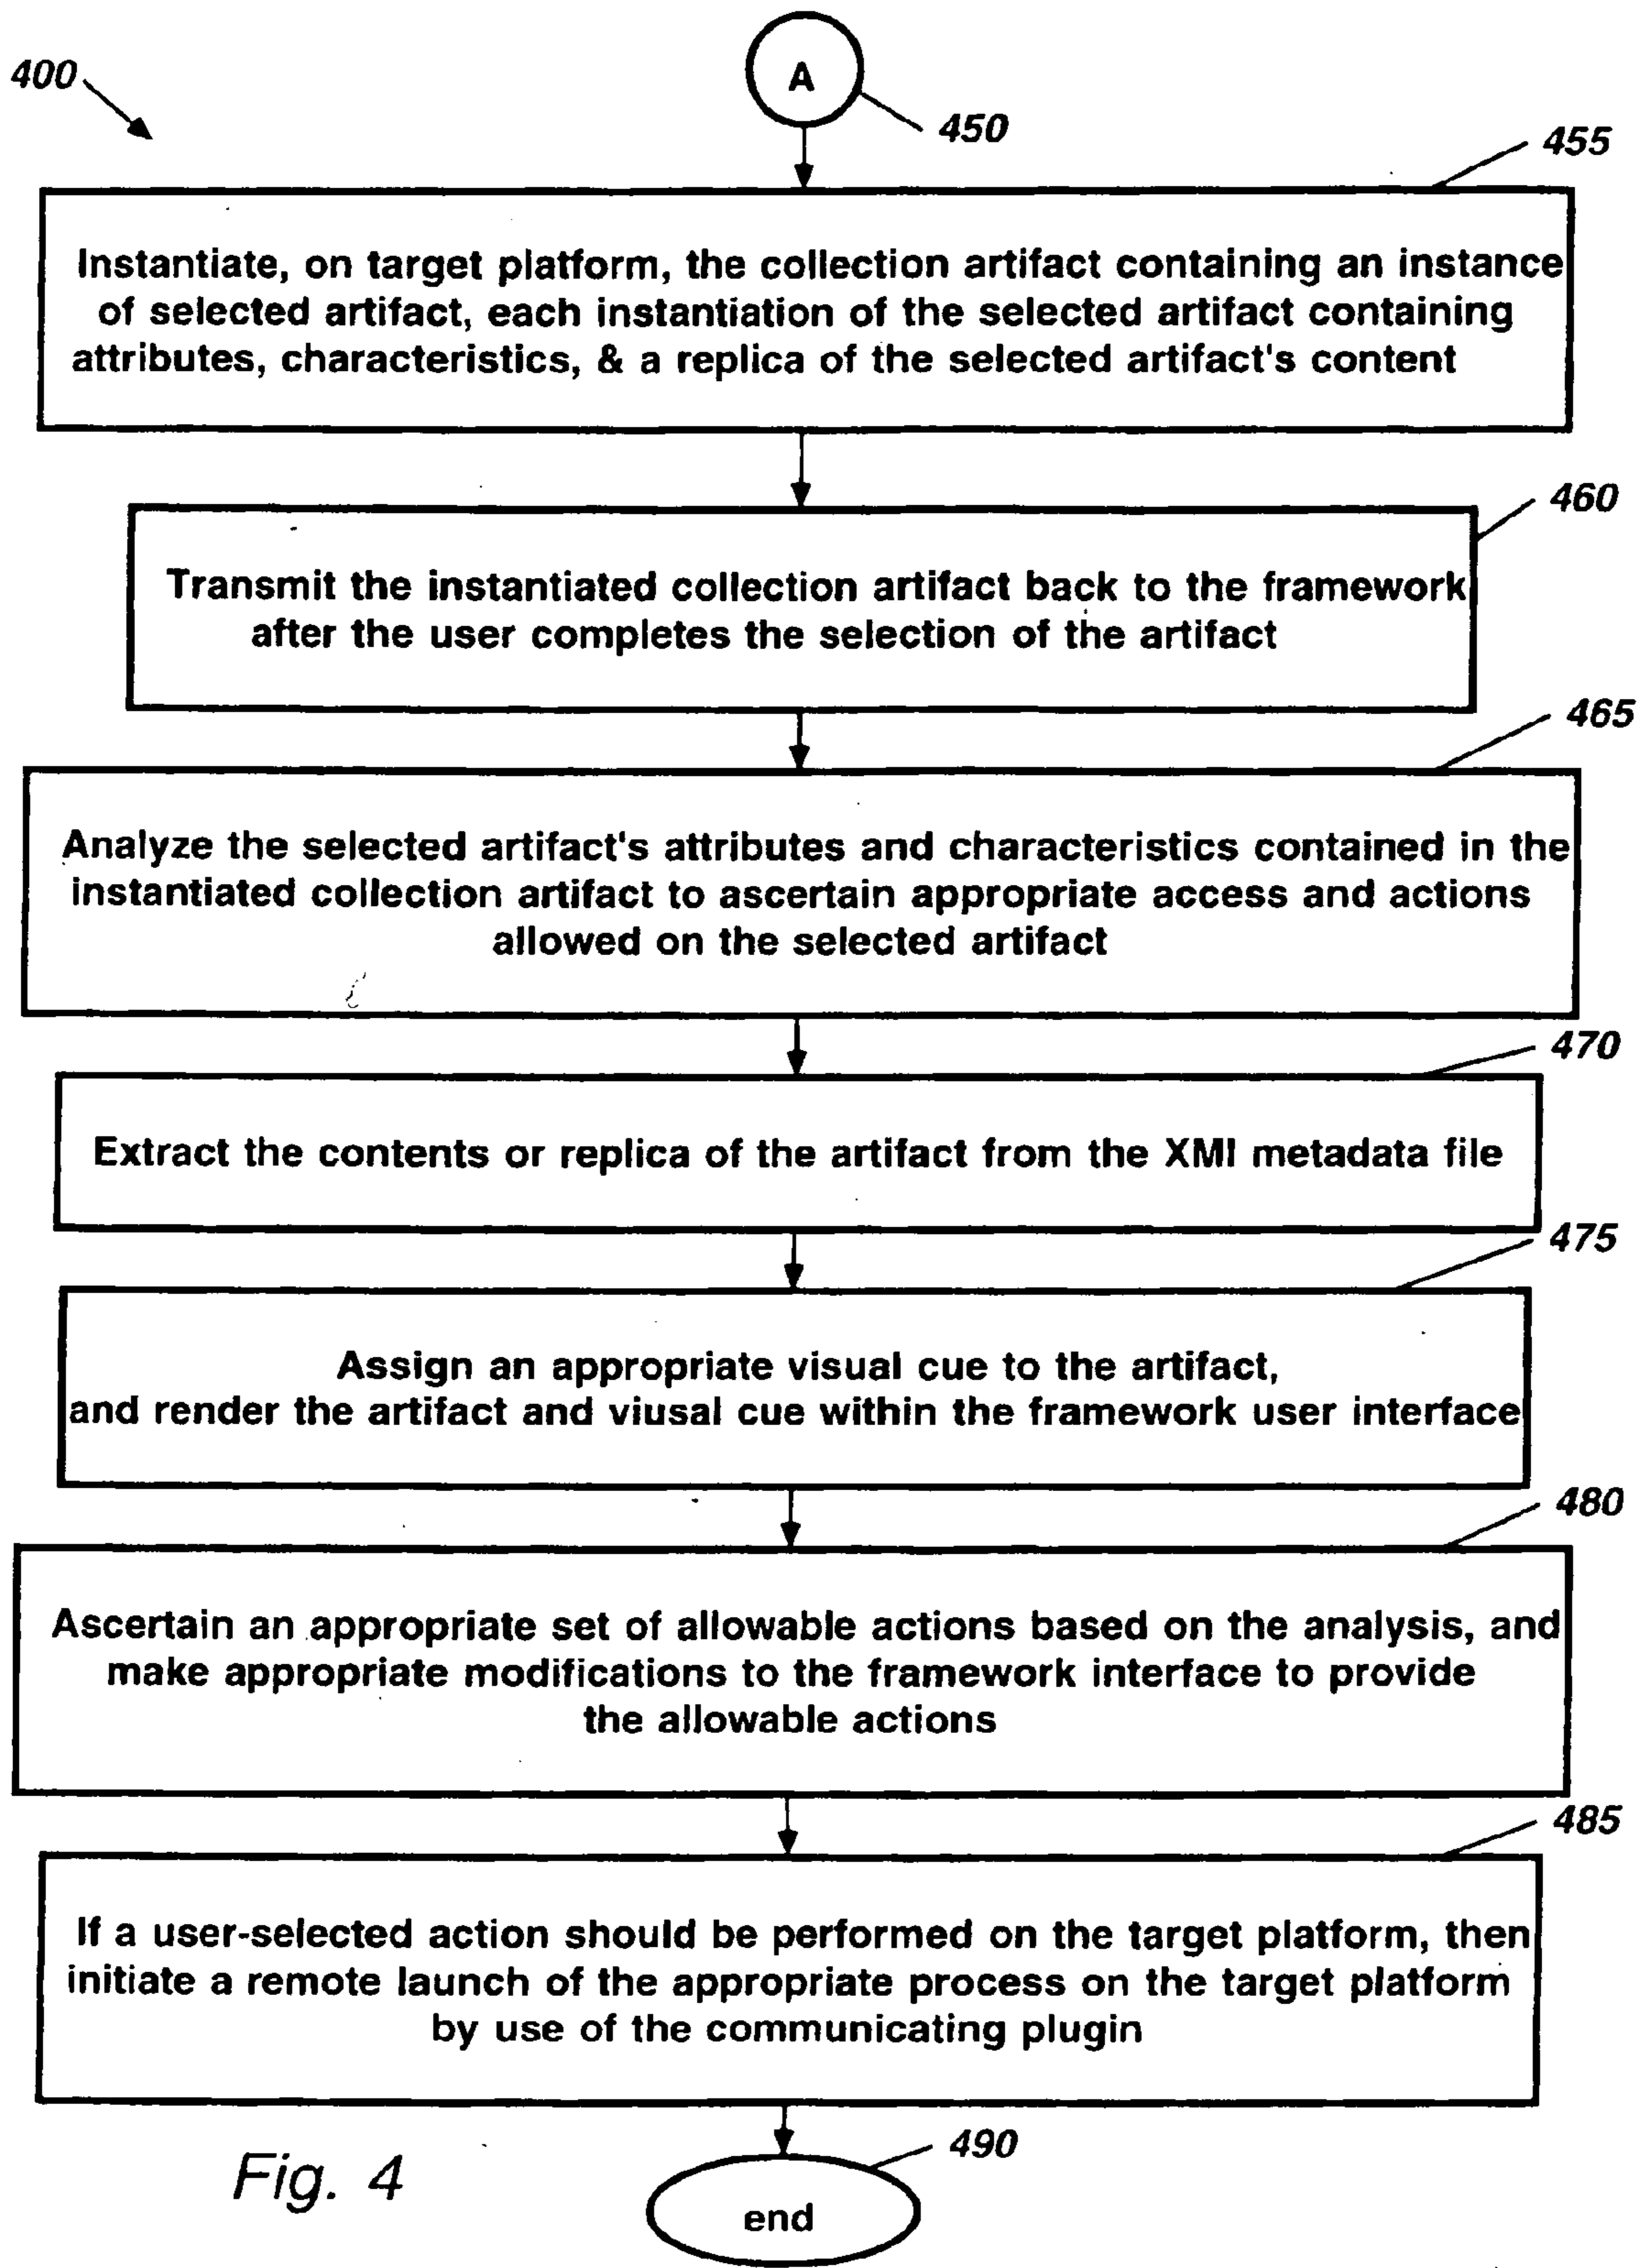 400
A
450
455
Instantiate, on target platform, the collection artifact containing an instance
of selected artifact, each instantiation of the selected artifact containing
attributes, characteristics, & a replica of the selected artifact's content
460
Transmit the instantiated collection artifact back to the framework
after the user completes the selection of the artifact
465
Analyze the selected artifact's attributes and characteristics contained in the
instantiated collection artifact to ascertain appropriate access and actions
allowed on the selected artifact
470
Extract the contents or replica of the artifact from the XMI metadata file
475
Assign an appropriate visual cue to the artifact,
and render the artifact and viusal cue within the framework user interface
480
Ascertain an appropriate set of allowable actions based on the analysis, and
make appropriate modifications to the framework interface to provide
the allowable actions
485
If a user-selected action should be performed on the target platform, then
initiate a remote launch of the appropriate process on the target platform
by use of the communicating plugin
490
end
Fig. 4